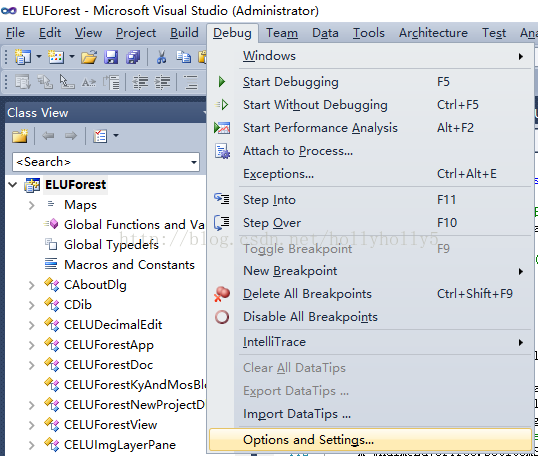 ELUForest - Microsoft Visual Studio (Administrator)
File Edit View Project Build Debug Team Data Tools Architecture Test
Class View
<Search>
ELUForest
Maps
Global Functions and Va
Global Typedefs
Macros and Constants
CAboutDlg
CDib
CELUDecimalEdit
CELUForestApp
CELUForestDoc
CELUForestKyAndMosBl
CELUForestNewProjectD
CELUForestView
CELUImgLayerPane
Windows
Start Debugging F5
Start Without Debugging Ctrl+F5
Start Performance Analysis Alt+F2
Attach to Process...
Exceptions... Ctrl+Alt+E
Step Into F11
Step Over F10
Toggle Breakpoint F9
New Breakpoint
Delete All Breakpoints Ctrl+Shift+F9
Disable All Breakpoints
IntelliTrace
Clear All DataTips
Export DataTips ...
Import DataTips ...
Options and Settings...
http://blog.csdn.net/hollyholly5